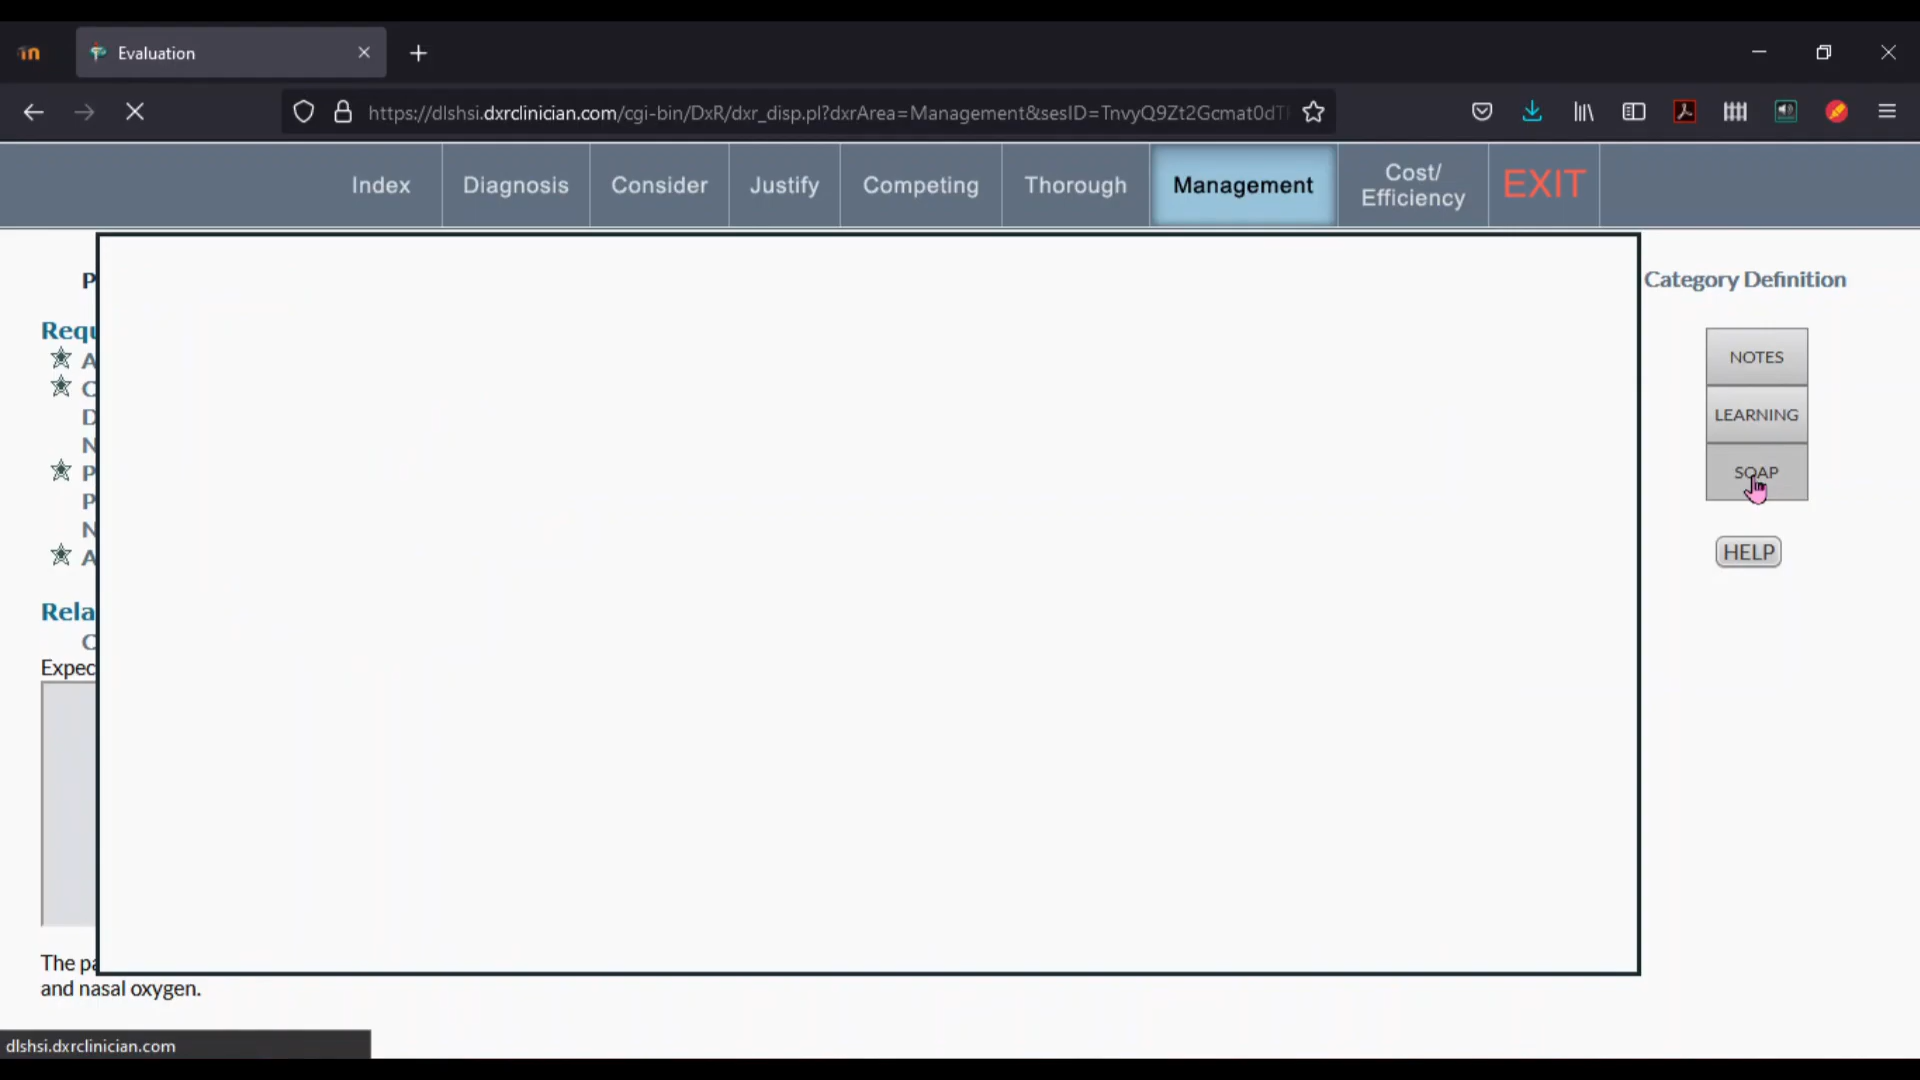 Evaluation
https://dlshsi.dxrclinician.com/cgi-bin/DxR/dxr_disp.pl?dxrArea=Management&sesID=TnvyQ9Zt2Gcmat0dT
Index Diagnosis Consider Justify Competing Thorough Management Cost/ Efficiency EXIT
P
Category Definition
Requ
A
C
D
N
P
P
N
A
NOTES
LEARNING
SOAP
HELP
Rela
C
Expec
The pa
and nasal oxygen.
dlshsi.dxrclinician.com